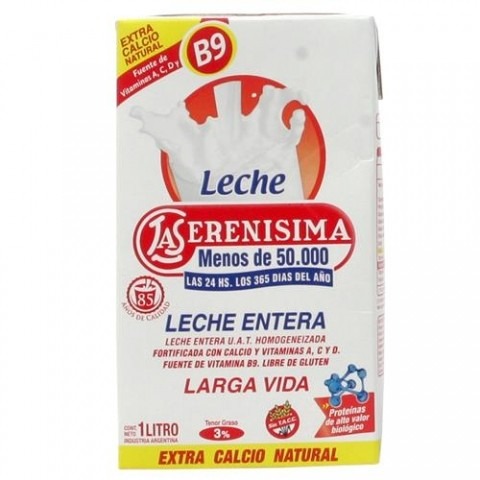 EXTRA
CALCIO
NATURAL
Fuente de
Vitaminas A, C, D y
B9
Leche
LA SERENISIMA
Menos de 50.000
LAS 24 HS. LOS 365 DIAS DEL AÑO
85
AÑOS DE CALIDAD
LECHE ENTERA
LECHE ENTERA U.A.T. HOMOGENEIZADA
FORTIFICADA CON CALCIO Y VITAMINAS A, C Y D.
FUENTE DE VITAMINA B9. LIBRE DE GLUTEN
LARGA VIDA
CONT. NETO 1 LITRO
INDUSTRIA ARGENTINA
Tenor Graso
3%
Sin T.A.C.C.
Proteínas
de alto valor
biológico
EXTRA CALCIO NATURAL